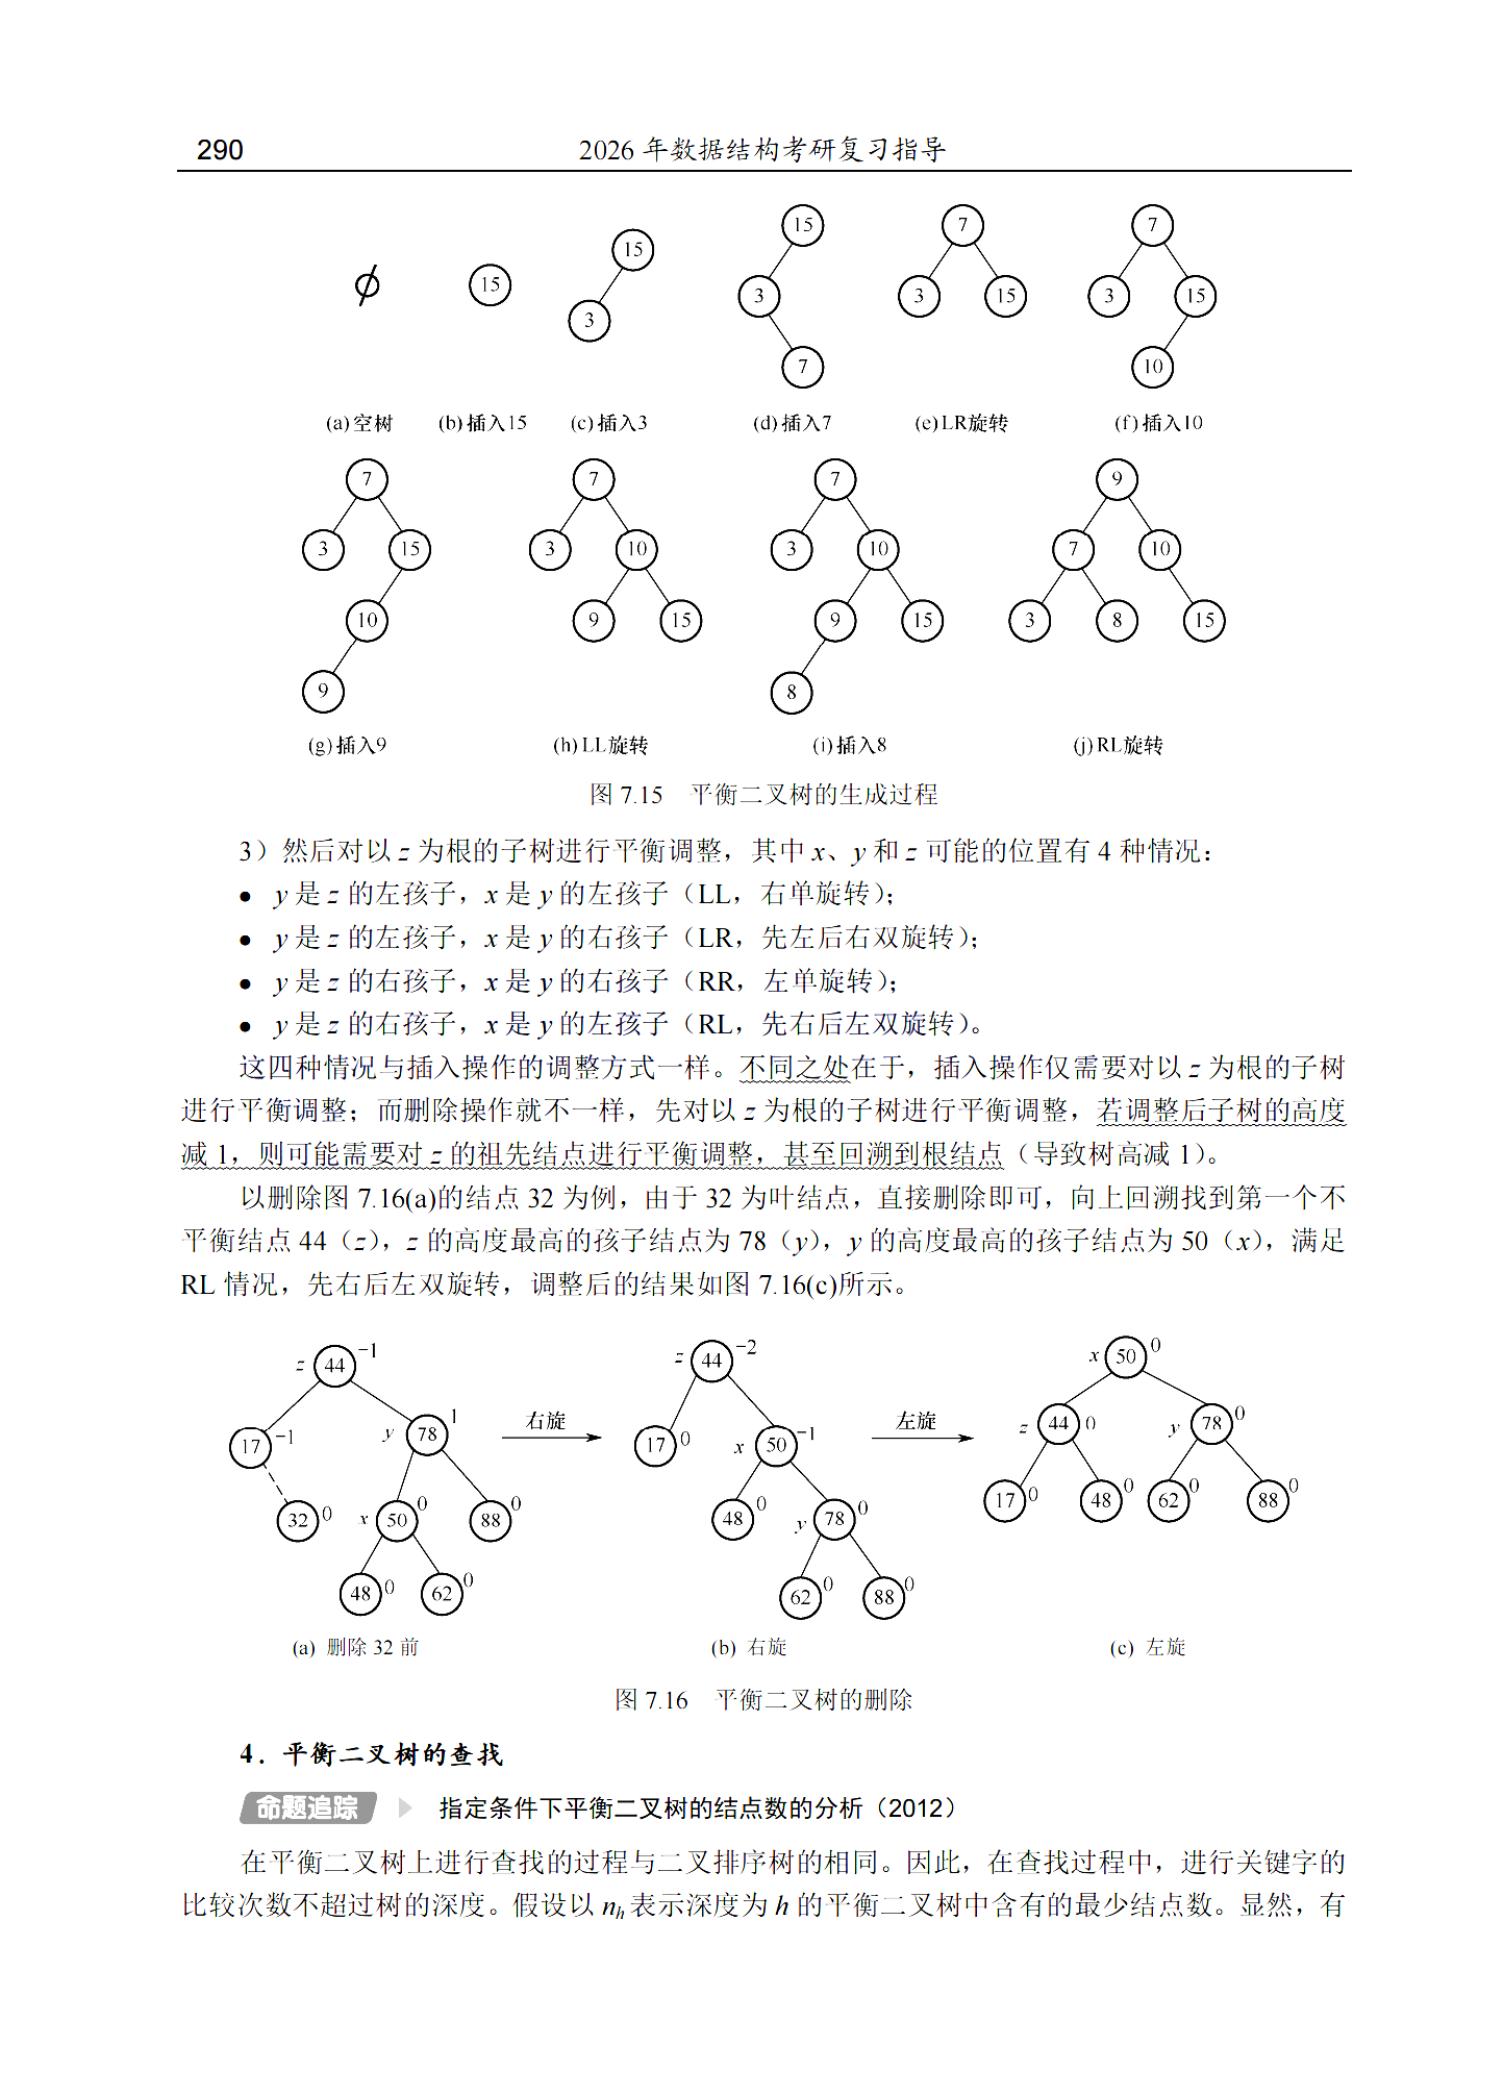 290
2026 年数据结构考研复习指导
15
15
3
15
3
7
7
3
15
7
3
15
10
(a)空树
(b)插入15
(c)插入3
(d)插入7
(e)LR旋转
(f)插入10
7
3
15
10
9
7
3
10
9
15
7
3
10
9
15
8
9
7
10
3
8
15
(g)插入9
(h)LL旋转
(i)插入8
(j)RL旋转
图 7.15 平衡二叉树的生成过程
3）然后对以 z 为根的子树进行平衡调整，其中 x、y 和 z 可能的位置有 4 种情况：
● y 是 z 的左孩子，x 是 y 的左孩子（LL，右单旋转）；
● y 是 z 的左孩子，x 是 y 的右孩子（LR，先左后右双旋转）；
● y 是 z 的右孩子，x 是 y 的右孩子（RR，左单旋转）；
● y 是 z 的右孩子，x 是 y 的左孩子（RL，先右后左双旋转）。
这四种情况与插入操作的调整方式一样。不同之处在于，插入操作仅需要对以 z 为根的子树
进行平衡调整；而删除操作就不一样，先对以 z 为根的子树进行平衡调整，若调整后子树的高度
减 1，则可能需要对 z 的祖先结点进行平衡调整，甚至回溯到根结点（导致树高减 1）。
以删除图 7.16(a)的结点 32 为例，由于 32 为叶结点，直接删除即可，向上回溯找到第一个不
平衡结点 44（z），z 的高度最高的孩子结点为 78（y），y 的高度最高的孩子结点为 50（x），满足
RL 情况，先右后左双旋转，调整后的结果如图 7.16(c)所示。
z 44 −1
17 −1
y 78 1
32 0
x 50 0
88 0
48 0
62 0
右旋
z 44 −2
17 0
x 50 −1
48 0
y 78 0
62 0
88 0
左旋
x 50 0
z 44 0
y 78 0
17 0
48 0
62 0
88 0
(a) 删除 32 前
(b) 右旋
(c) 左旋
图 7.16 平衡二叉树的删除
4．平衡二叉树的查找
命题追踪 指定条件下平衡二叉树的结点数的分析（2012）
在平衡二叉树上进行查找的过程与二叉排序树的相同。因此，在查找过程中，进行关键字的
比较次数不超过树的深度。假设以 nh 表示深度为 h 的平衡二叉树中含有的最少结点数。显然，有